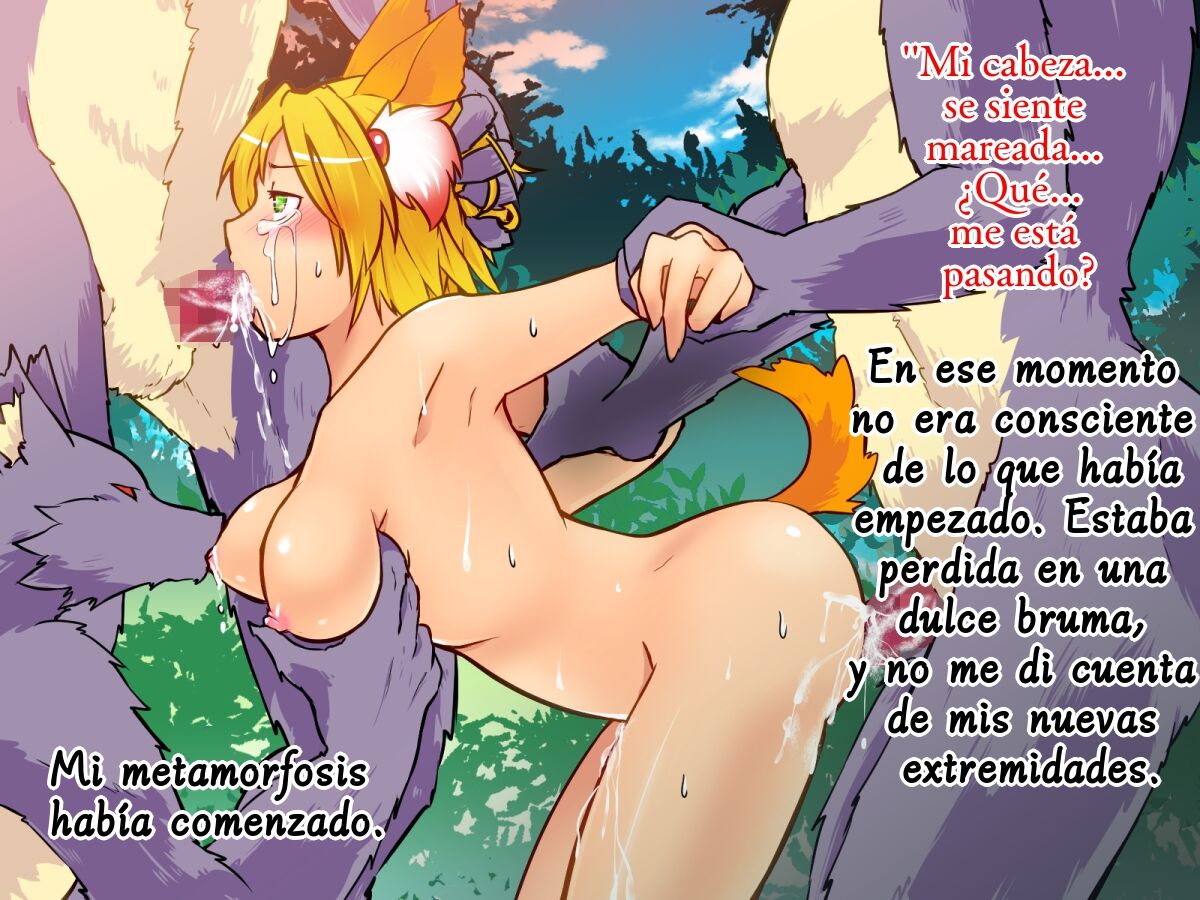 "Mi cabeza...
se siente
mareada...
¿Qué...
me está
pasando?
En ese momento
no era consciente
de lo que había
empezado. Estaba
perdida en una
dulce bruma,
y no me di cuenta
de mis nuevas
extremidades.
Mi metamorfosis
había comenzado.